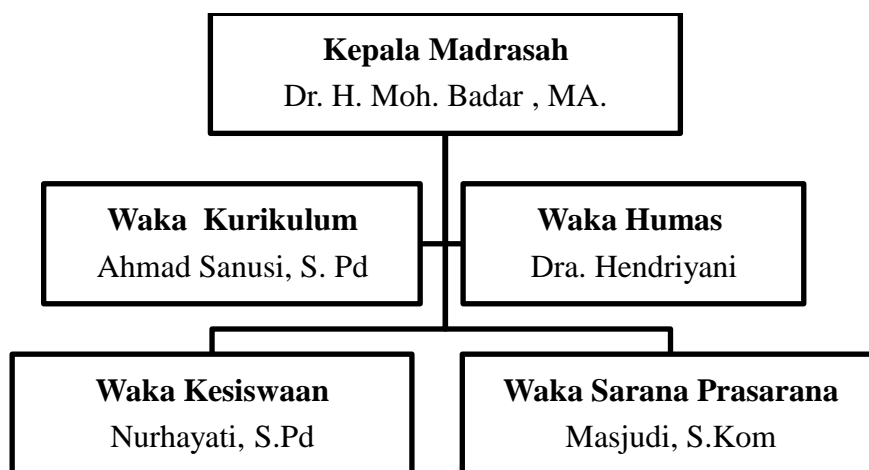 Kepala Madrasah
Dr. H. Moh. Badar , MA.
Waka Kurikulum
Ahmad Sanusi, S. Pd
Waka Humas
Dra. Hendriyani
Waka Kesiswaan
Nurhayati, S.Pd
Waka Sarana Prasarana
Masjudi, S.Kom